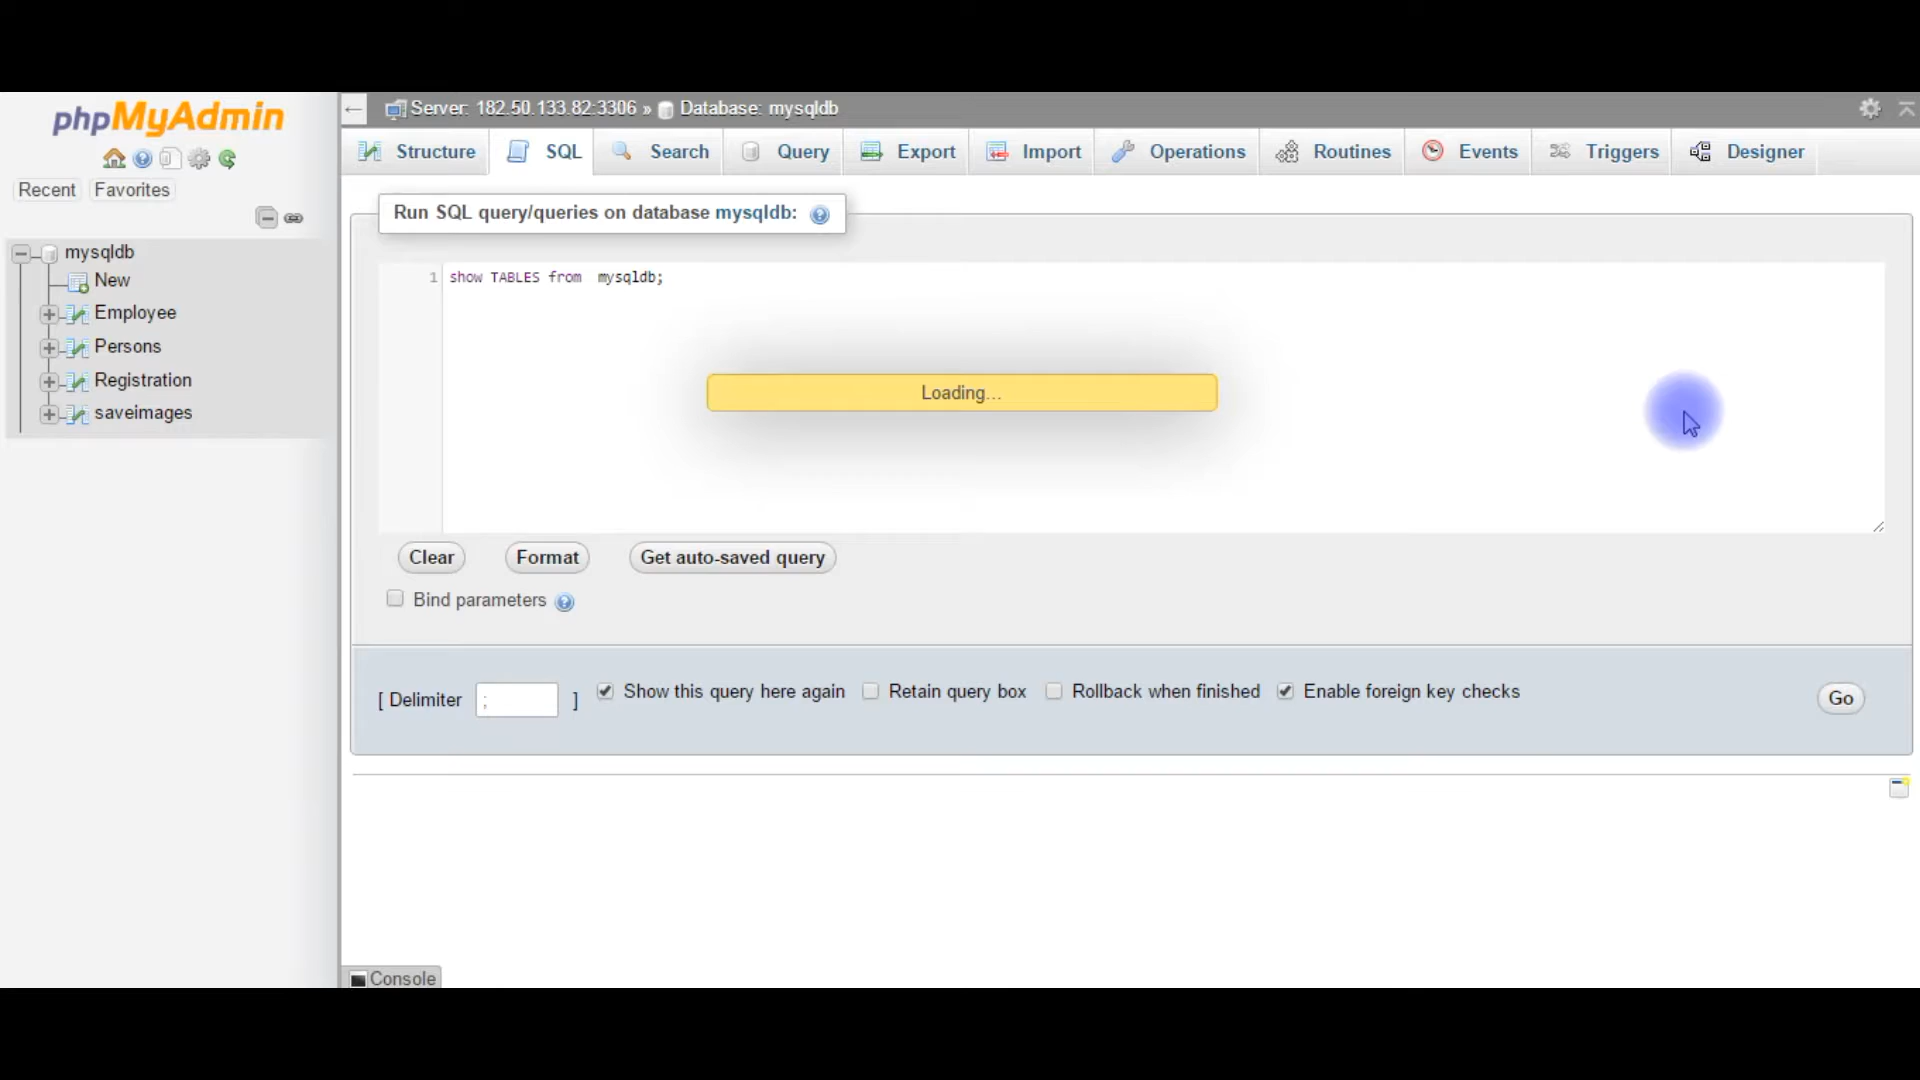 phpMyAdmin
Recent Favorites
mysqldb
New
Employee
Persons
Registration
saveimages
Server: 182.50.133.82:3306 » Database: mysqldb
Structure SQL Search Query Export Import Operations Routines Events Triggers Designer
Run SQL query/queries on database mysqldb:
1 show TABLES from  mysqldb;
Loading...
Clear Format Get auto-saved query
Bind parameters
[ Delimiter ; ] Show this query here again Retain query box Rollback when finished Enable foreign key checks Go
Console